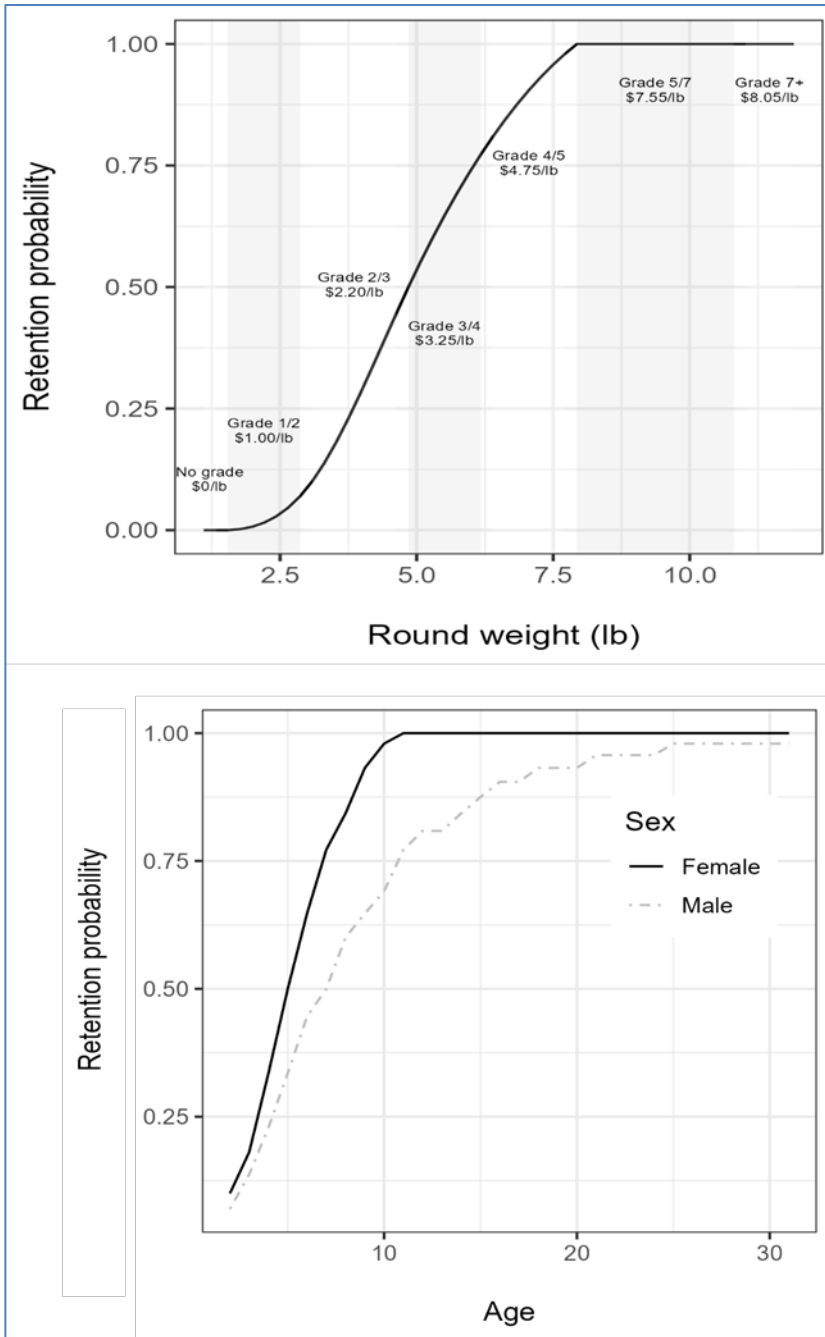 Retention probability
1.00
0.75
0.50
0.25
0.00
Grade 5/7
$7.55/lb
Grade 7+
$8.05/lb
Grade 4/5
$4.75/lb
Grade 2/3
$2.20/lb
Grade 3/4
$3.25/lb
Grade 1/2
$1.00/lb
No grade
$0/lb
2.5 5.0 7.5 10.0
Round weight (lb)
Retention probability
1.00
0.75
0.50
0.25
Sex
Female
Male
10 20 30
Age